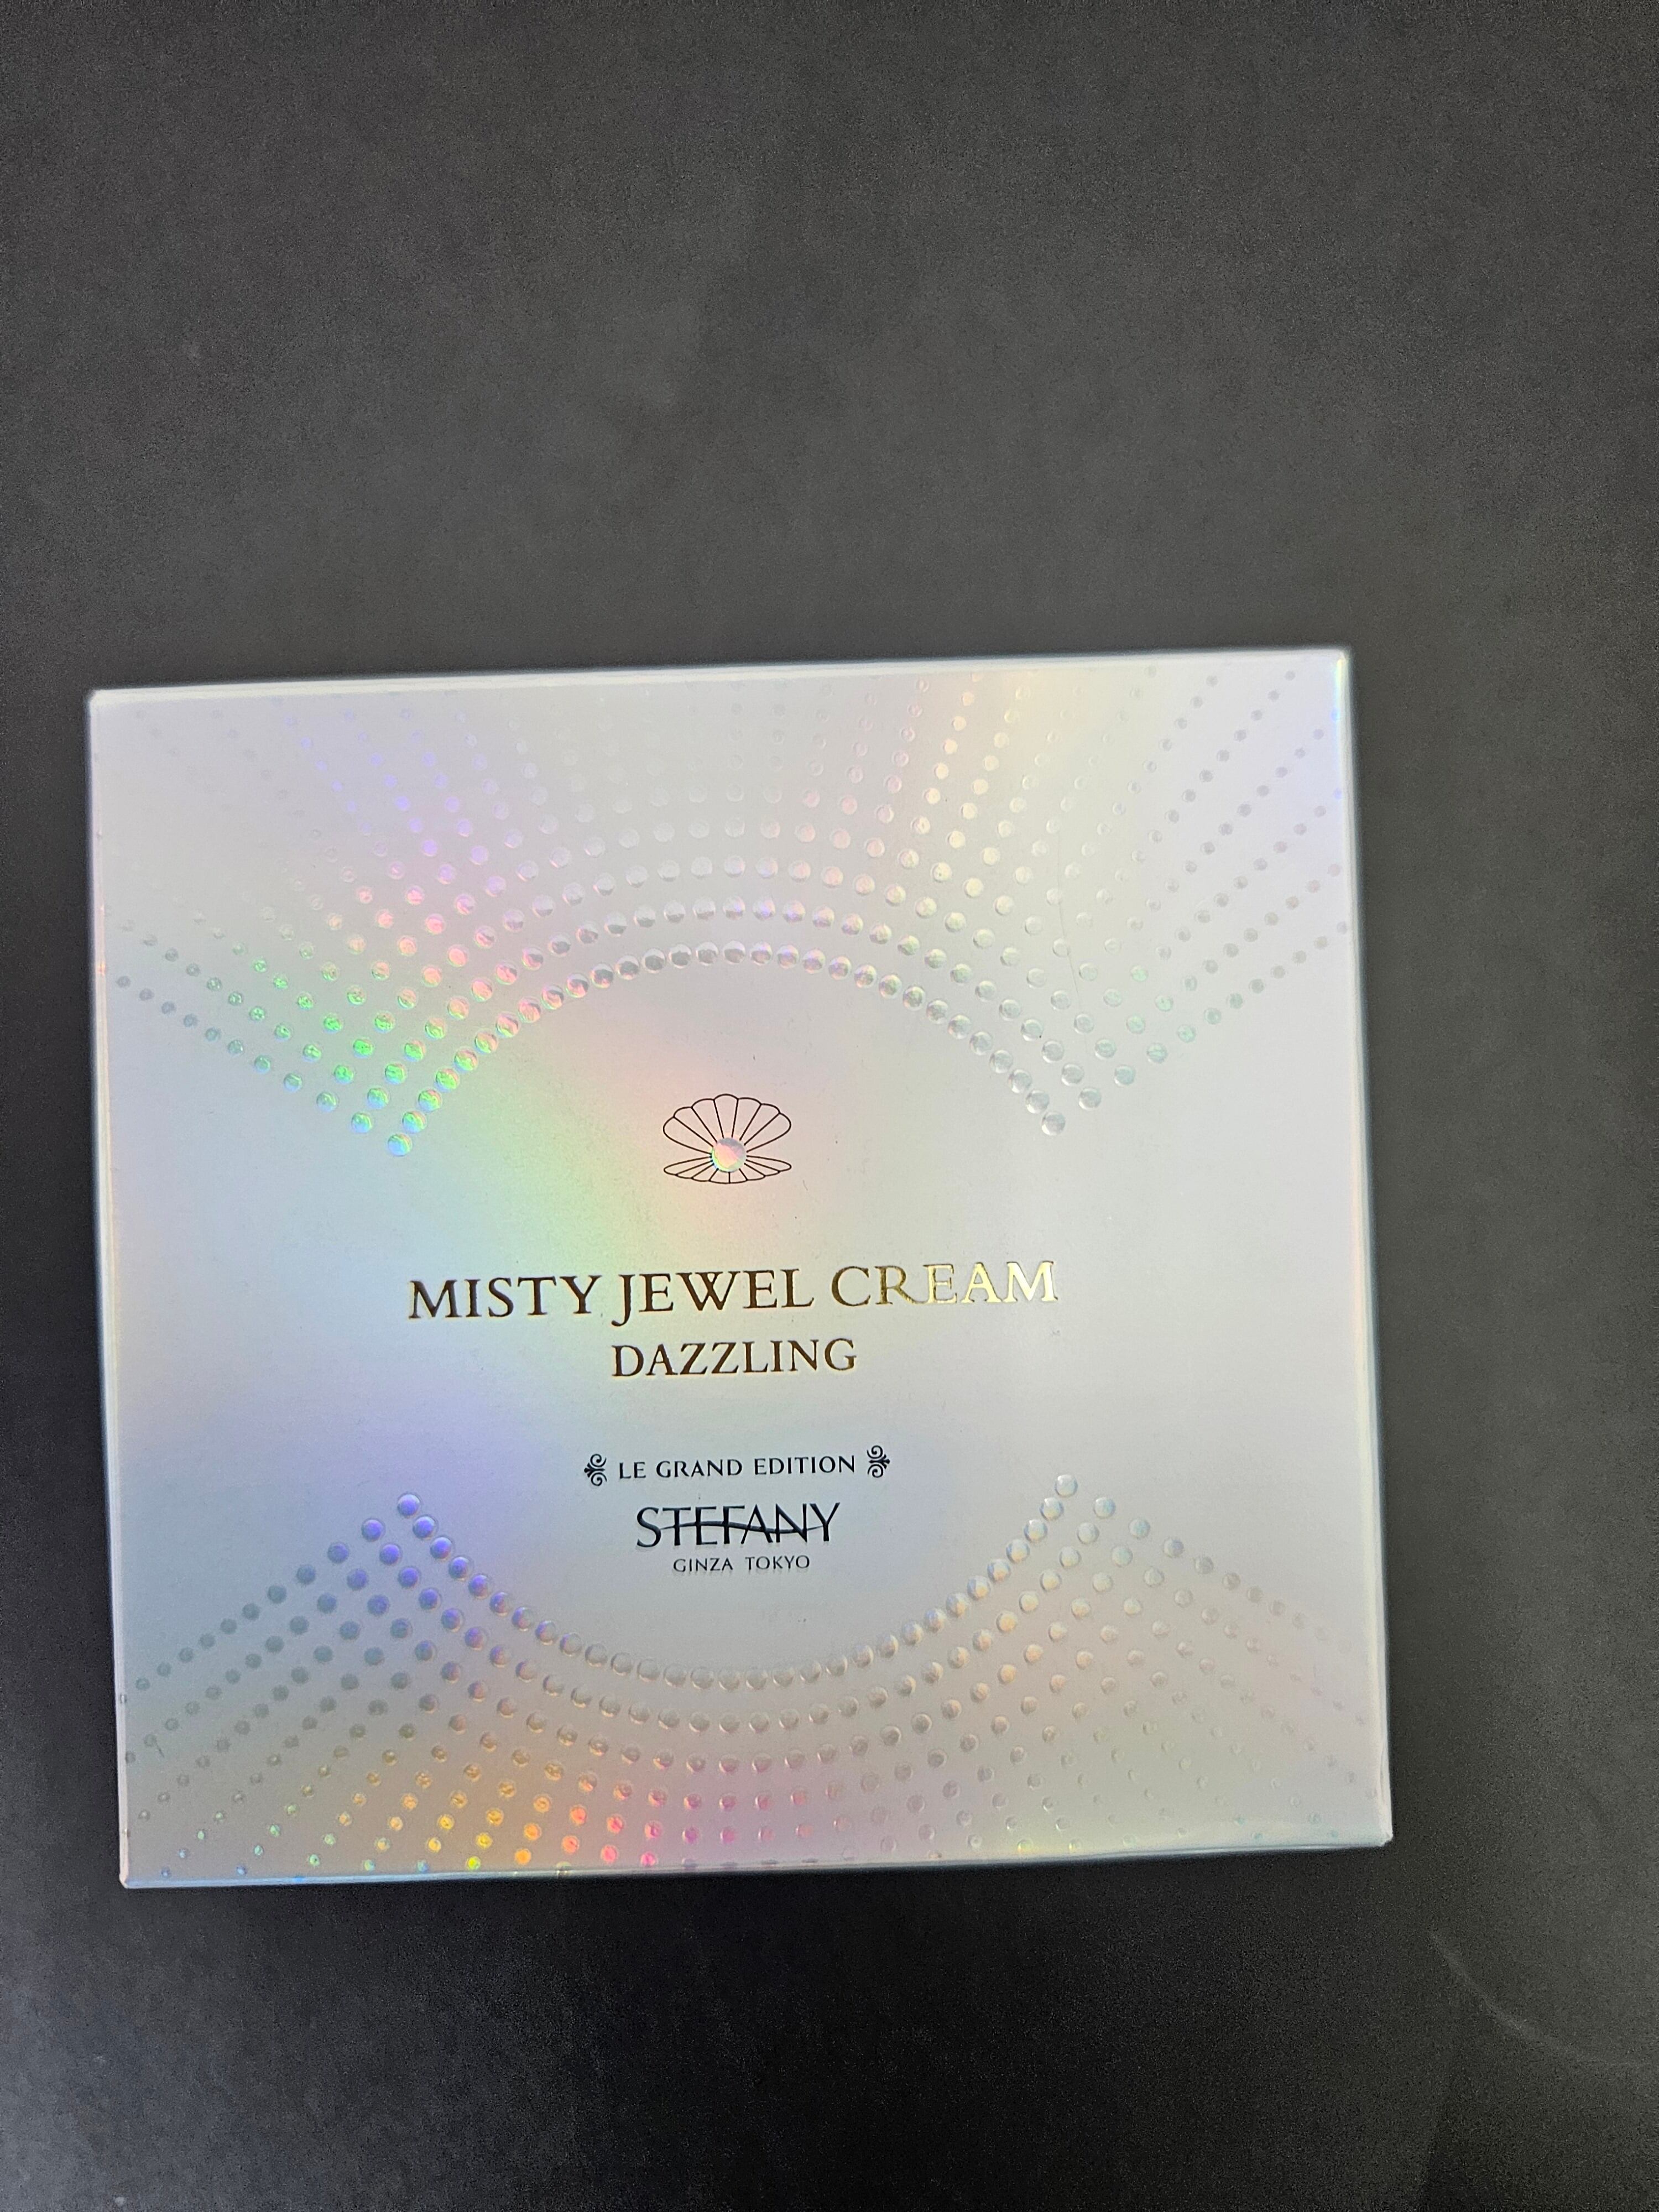 MISTY JEWEL CREAM
DAZZLING
LE GRAND EDITION
STEFANY
GINZA TOKYO